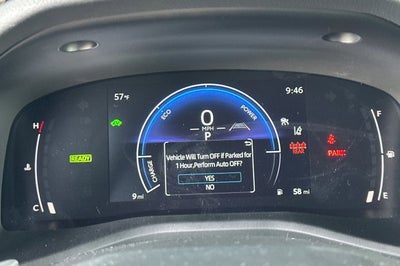 57°F
9:46
ECO
POWER
0
MPH
P
H
F
READY
REAR
PARK
Vehicle Will Turn OFF if Parked for
1 Hour,Perform Auto OFF?
YES
NO
CHARGE
C
9 mi
58 mi
E